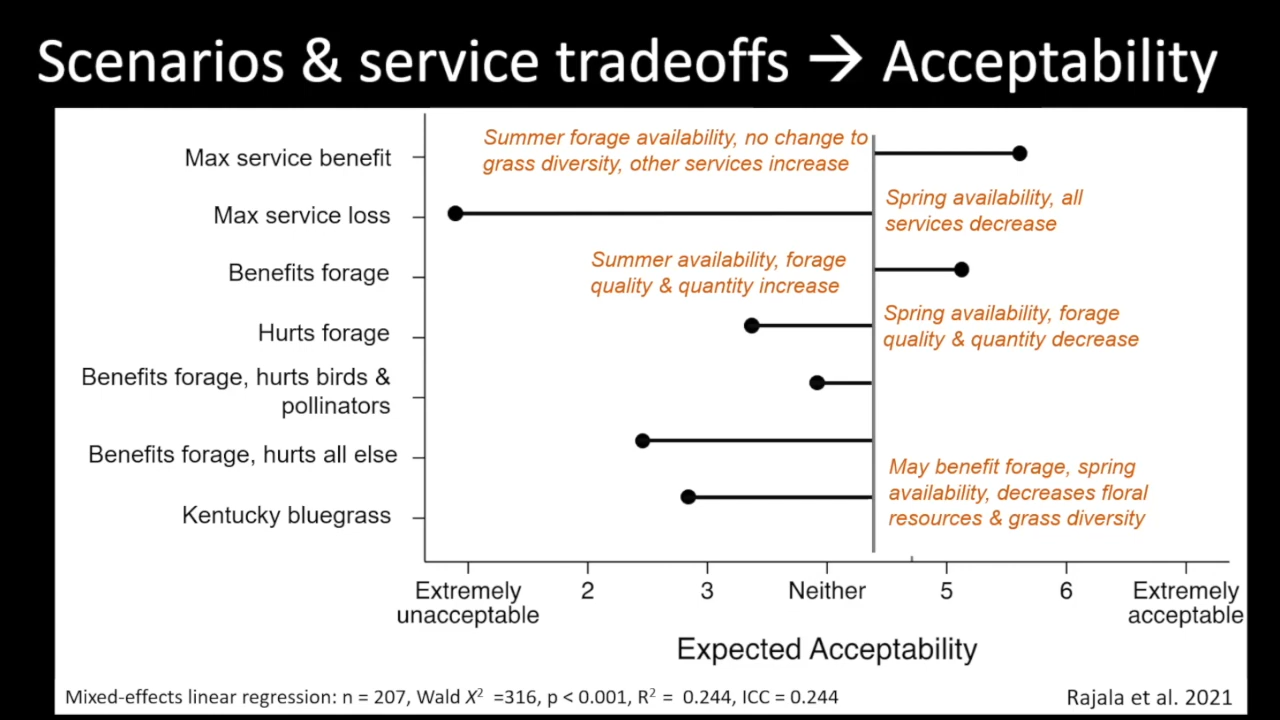 Scenarios & service tradeoffs → Acceptability
Max service benefit
Summer forage availability, no change to
grass diversity, other services increase
Max service loss
Spring availability, all
services decrease
Benefits forage
Summer availability, forage
quality & quantity increase
Hurts forage
Spring availability, forage
quality & quantity decrease
Benefits forage, hurts birds &
pollinators
Benefits forage, hurts all else
Kentucky bluegrass
May benefit forage, spring
availability, decreases floral
resources & grass diversity
Extremely unacceptable 2 3 Neither 5 6 Extremely acceptable
Expected Acceptability
Mixed-effects linear regression: n = 207, Wald X² =316, p < 0.001, R² = 0.244, ICC = 0.244
Rajala et al. 2021